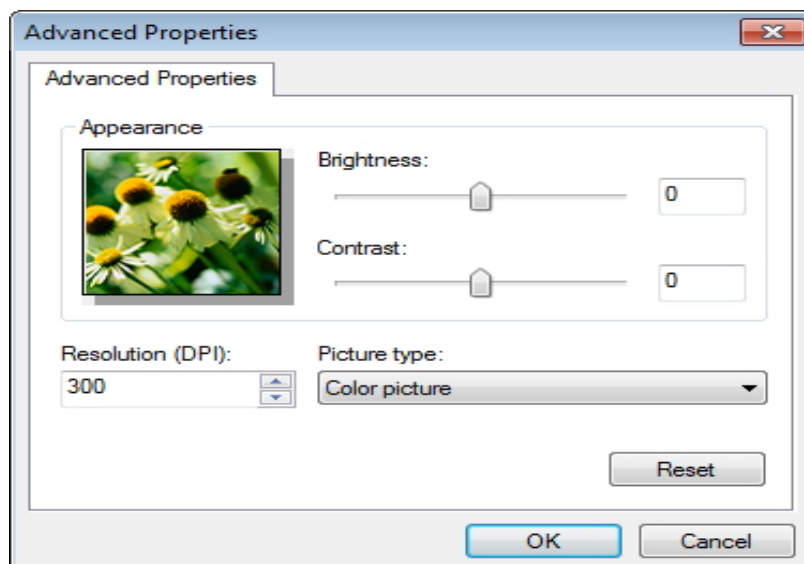 Advanced Properties
Advanced Properties
Appearance
Brightness:
0
Contrast:
0
Resolution (DPI):
300
Picture type:
Color picture
Reset
OK
Cancel